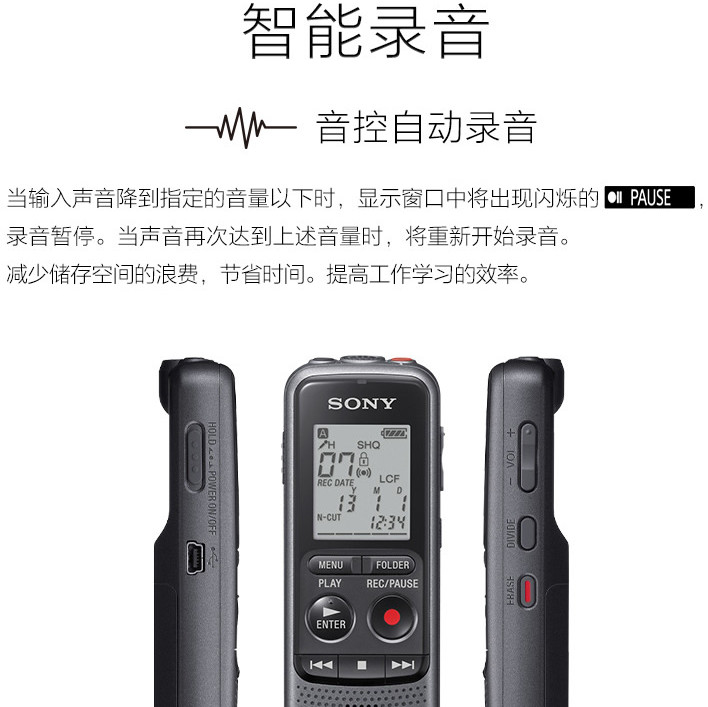 智能录音
音控自动录音
当输入声音降到指定的音量以下时，显示窗口中将出现闪烁的 PAUSE，
录音暂停。当声音再次达到上述音量时，将重新开始录音。
减少储存空间的浪费，节省时间。提高工作学习的效率。
HOLD POWER ON/OFF
SONY
A
H SHQ
07
REC DATE LCF
Y M D
13 1 1
N-CUT 12:34
MENU FOLDER
PLAY REC/PAUSE
ENTER
+ VOL -
DIVIDE
ERASE